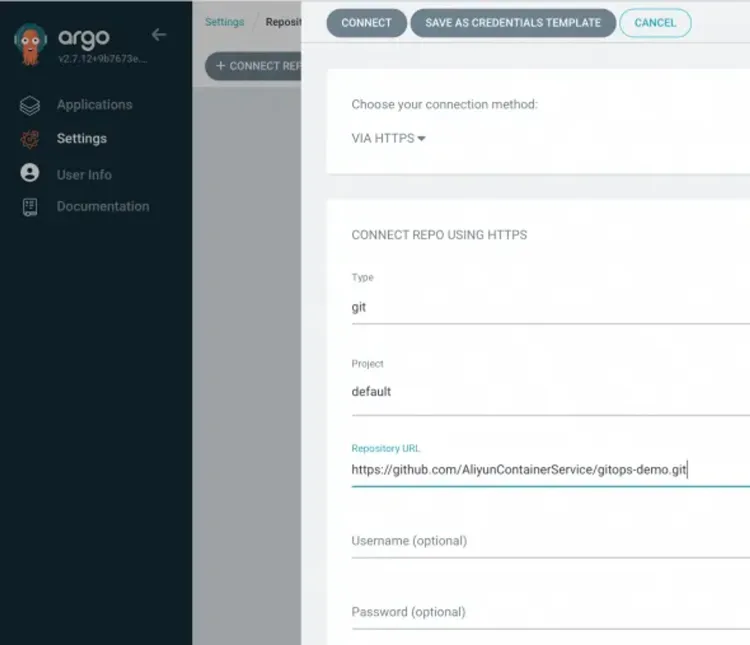 argo
v2.7.12+9b7673e...
Applications
Settings
User Info
Documentation
Settings / Reposit
+ CONNECT REP
CONNECT
SAVE AS CREDENTIALS TEMPLATE
CANCEL
Choose your connection method:
VIA HTTPS
CONNECT REPO USING HTTPS
Type
git
Project
default
Repository URL
https://github.com/AliyunContainerService/gitops-demo.git
Username (optional)
Password (optional)